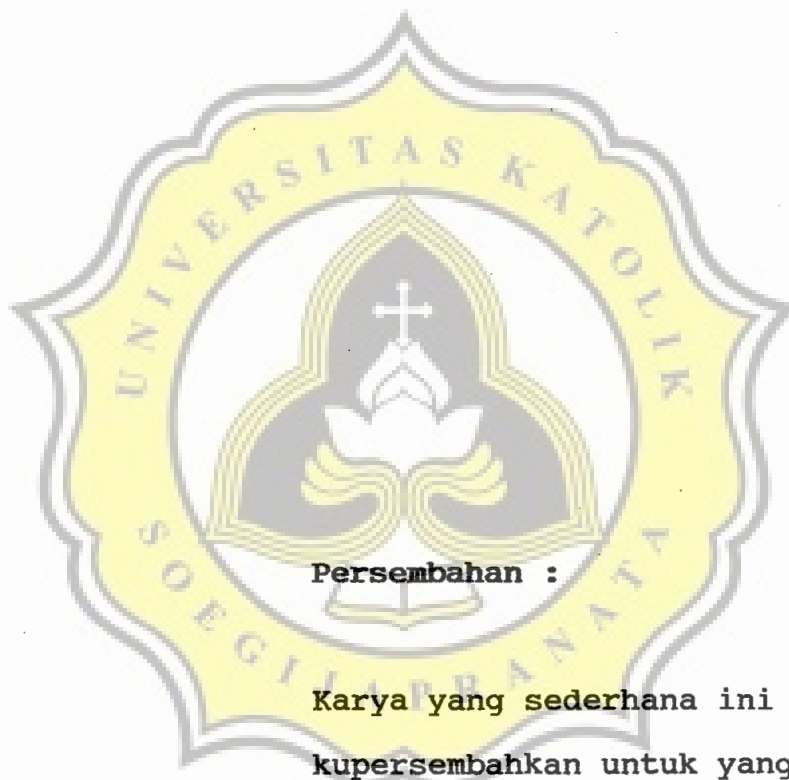 UNIVERSITAS KATOLIK
SOEGIJAPRANATA
Persembahan :
Karya yang sederhana ini
kupersembahkan untuk yang